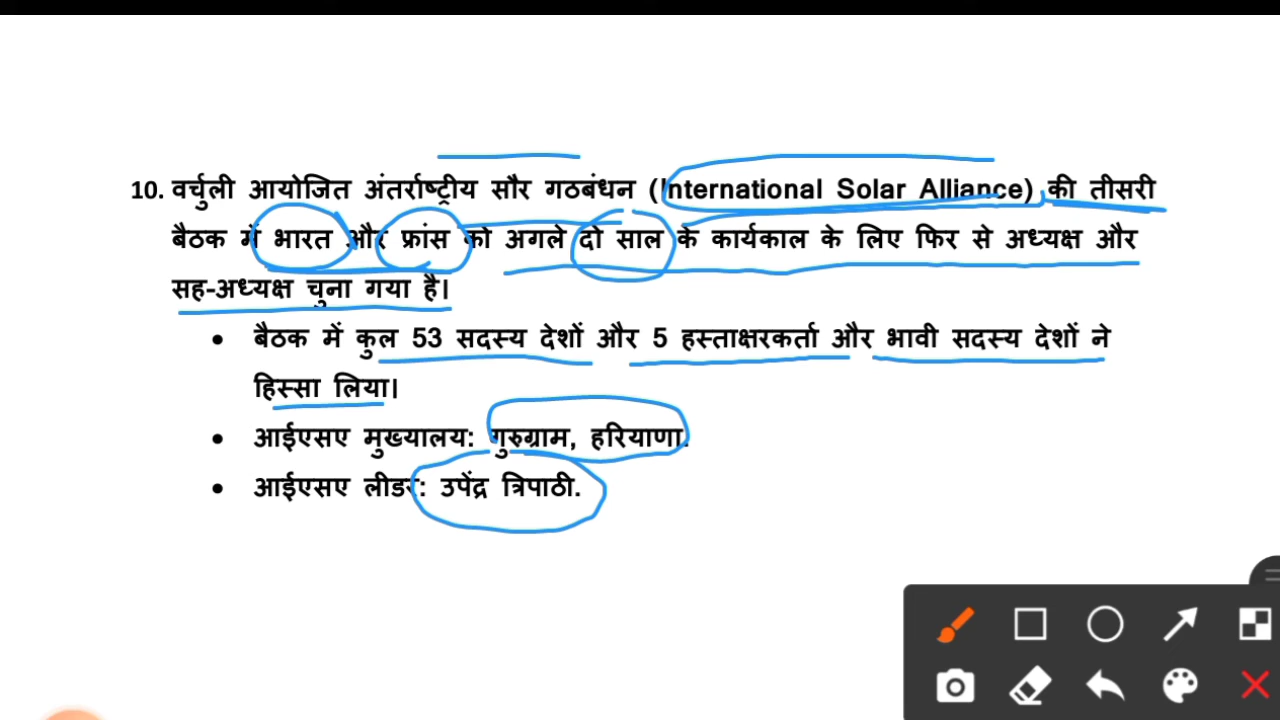 10. वर्चुली आयोजित अंतर्राष्ट्रीय सौर गठबंधन (International Solar Alliance) की तीसरी
बैठक में भारत और फ्रांस को अगले दो साल के कार्यकाल के लिए फिर से अध्यक्ष और
सह-अध्यक्ष चुना गया है।
• बैठक में कुल 53 सदस्य देशों और 5 हस्ताक्षरकर्ता और भावी सदस्य देशों ने
हिस्सा लिया।
• आईएसए मुख्यालय: गुरुग्राम, हरियाणा.
• आईएसए लीडर: उपेंद्र त्रिपाठी.